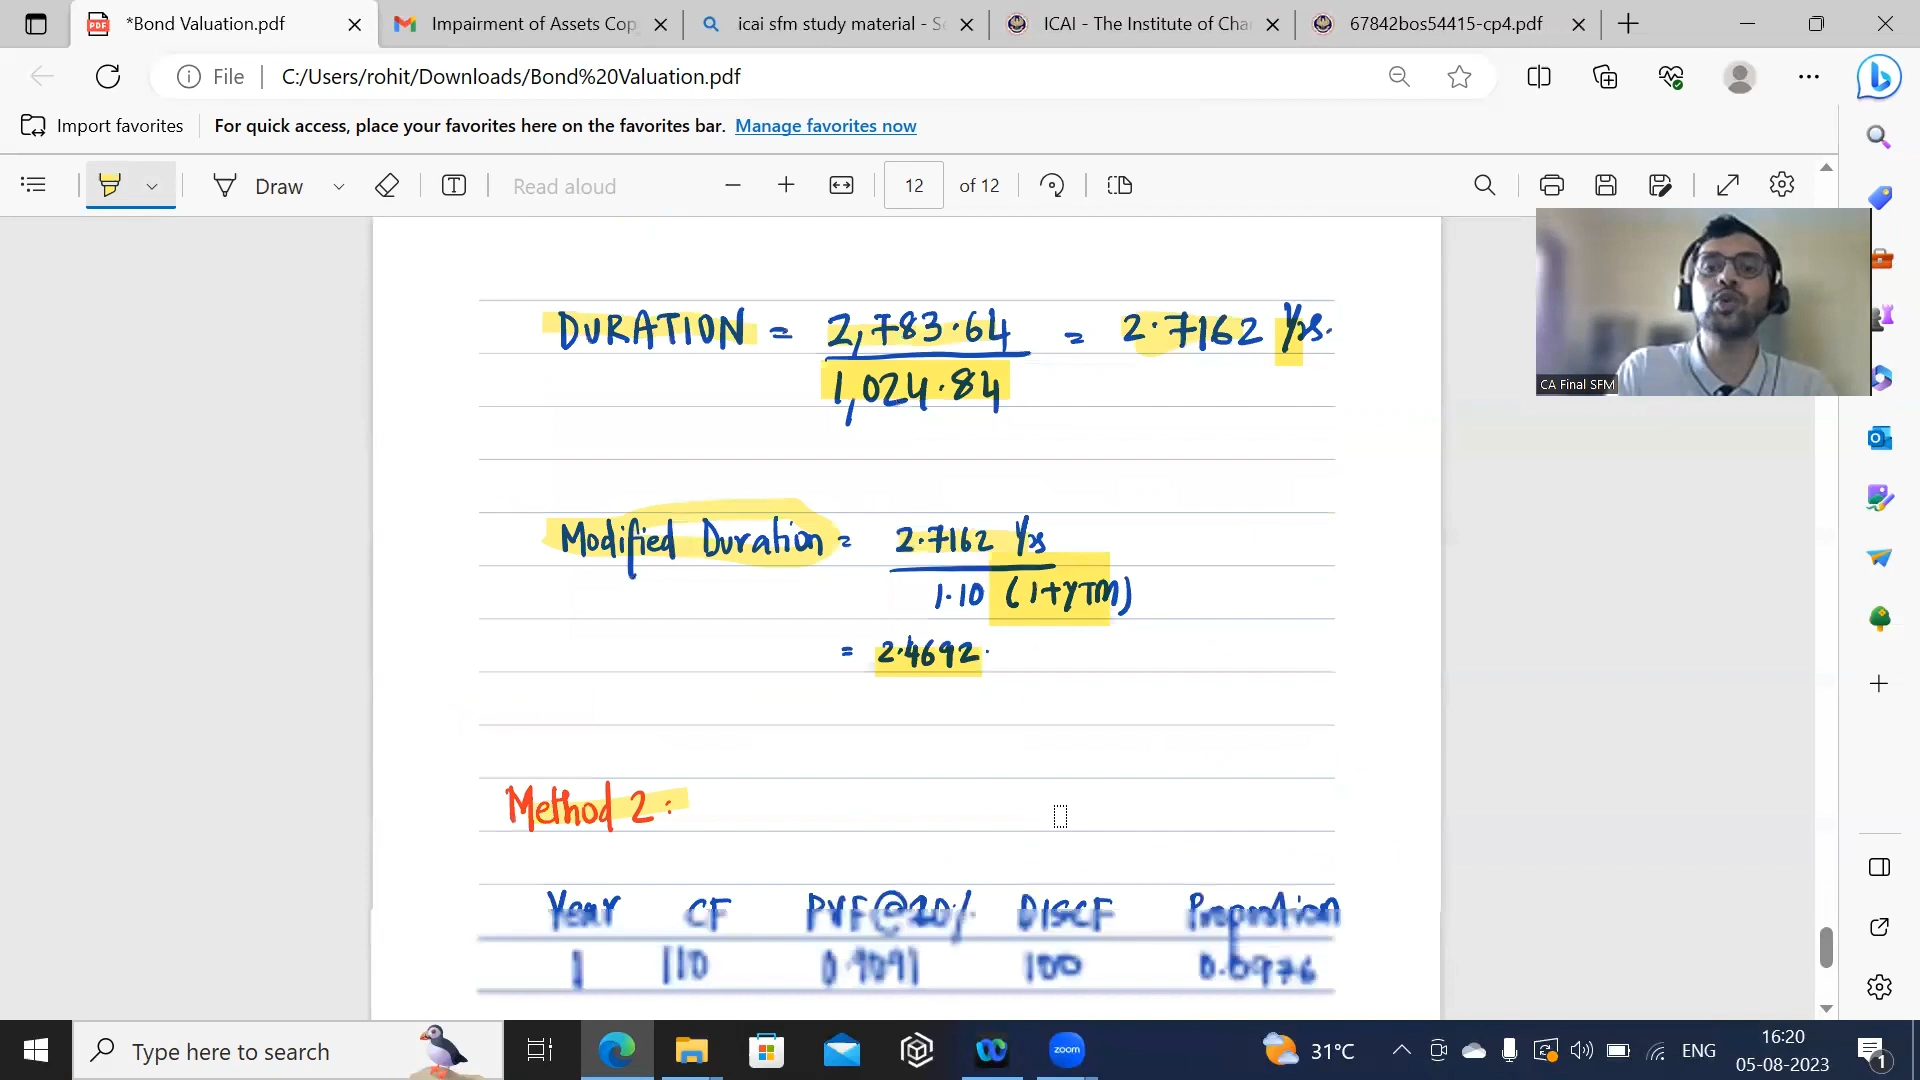 *Bond Valuation.pdf
Impairment of Assets Cop
icai sfm study material - Se
ICAI - The Institute of Cha
67842bos54415-cp4.pdf
File
C:/Users/rohit/Downloads/Bond%20Valuation.pdf
Import favorites
For quick access, place your favorites here on the favorites bar. Manage favorites now
Draw
Read aloud
12 of 12
DURATION = 2,783.64 = 2.7162 Yrs.
1,024.84
CA Final SFM
Modified Duration = 2.7162 Yrs
1.10 (1+YTM)
= 2.4692.
Method 2:
Year CF DISCF Proportion
1 110 0.9091 100 0.0976
Type here to search
zoom
31°C
ENG
16:20
05-08-2023
1